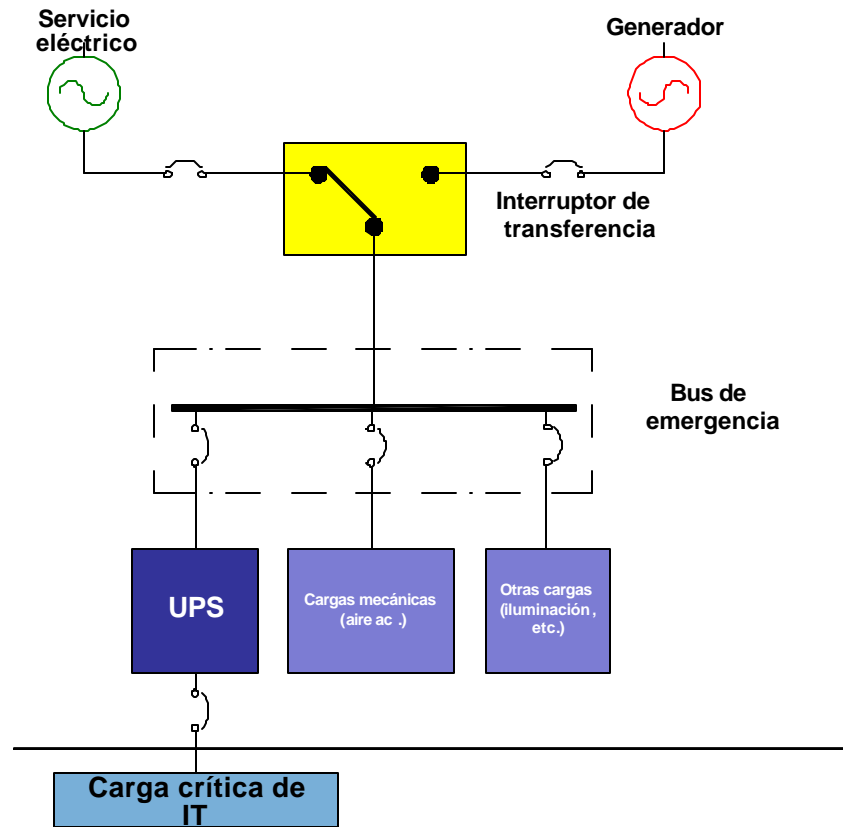 Servicio
eléctrico
Generador
Interruptor de
transferencia
Bus de
emergencia
UPS
Cargas mecánicas
(aire ac .)
Otras cargas
(iluminación ,
etc.)
Carga crítica de
IT